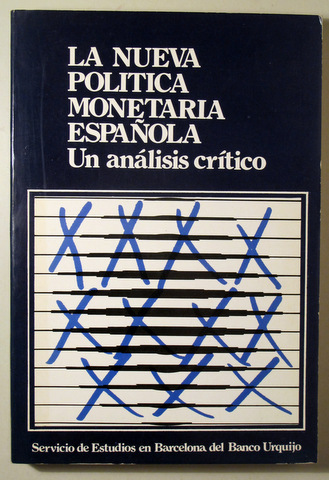 LA NUEVA
POLITICA
MONETARIA
ESPAÑOLA
Un análisis crítico
Servicio de Estudios en Barcelona del Banco Urquijo